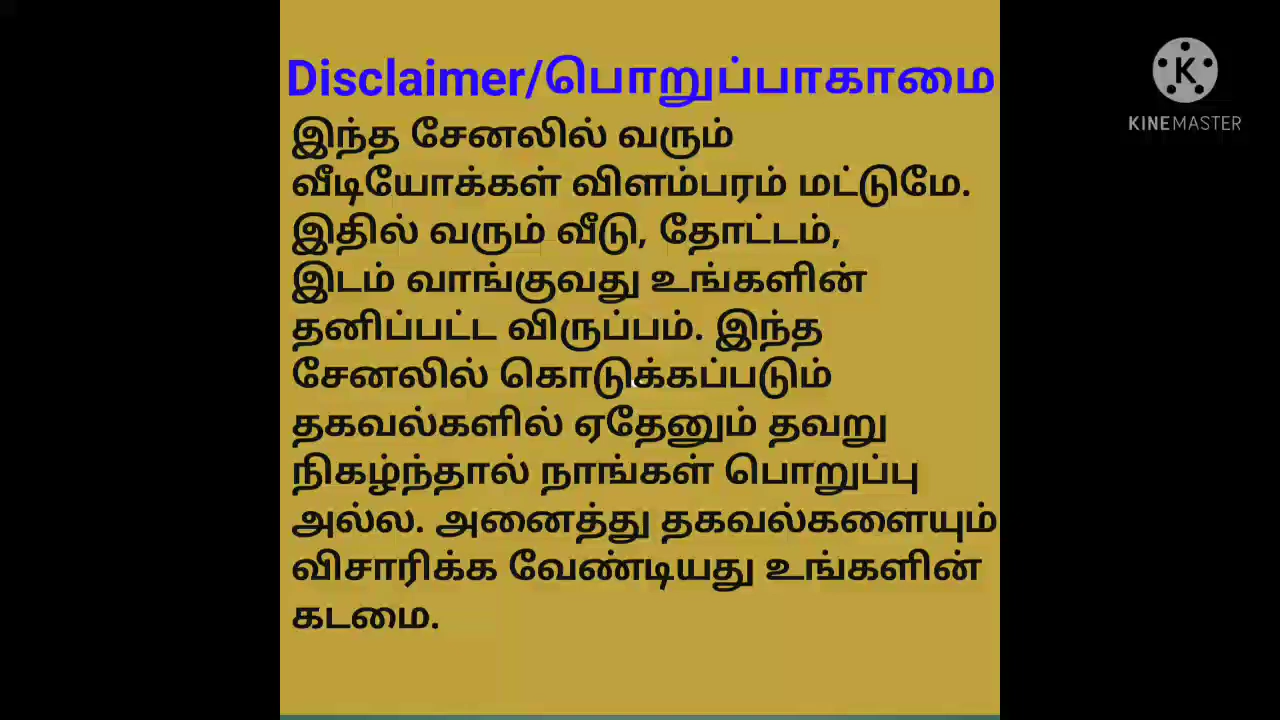 Disclaimer/பொறுப்பாகாமை
இந்த சேனலில் வரும்
வீடியோக்கள் விளம்பரம் மட்டுமே.
இதில் வரும் வீடு, தோட்டம்,
இடம் வாங்குவது உங்களின்
தனிப்பட்ட விருப்பம். இந்த
சேனலில் கொடுக்கப்படும்
தகவல்களில் ஏதேனும் தவறு
நிகழ்ந்தால் நாங்கள் பொறுப்பு
அல்ல. அனைத்து தகவல்களையும்
விசாரிக்க வேண்டியது உங்களின்
கடமை.
K
KINEMASTER